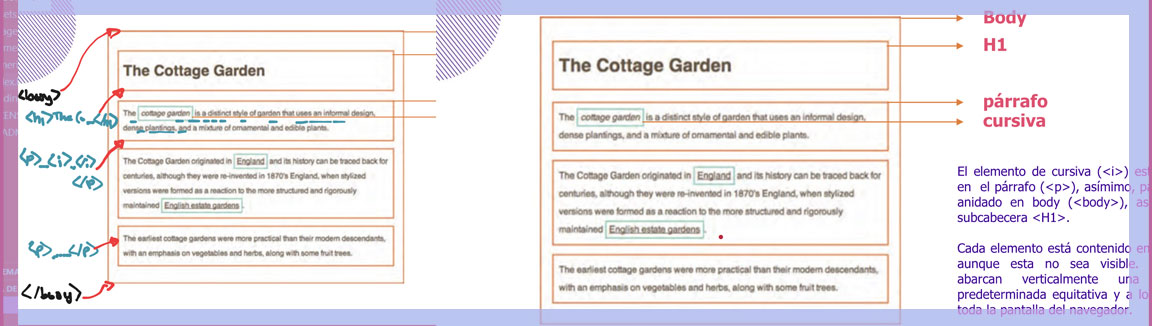 The Cottage Garden
The cottage garden is a distinct style of garden that uses an informal design,
dense plantings, and a mixture of ornamental and edible plants.
The Cottage Garden originated in England and its history can be traced back for
centuries, although they were re-invented in 1870's England, when stylized
versions were formed as a reaction to the more structured and rigorously
maintained English estate gardens.
The earliest cottage gardens were more practical than their modern descendants,
with an emphasis on vegetables and herbs, along with some fruit trees.
<body>
<h1>The C. </h1>
<p> <i> </i>
</p>
<p> </p>
</body>
The Cottage Garden
The cottage garden is a distinct style of garden that uses an informal design,
dense plantings, and a mixture of ornamental and edible plants.
The Cottage Garden originated in England and its history can be traced back for
centuries, although they were re-invented in 1870's England, when stylized
versions were formed as a reaction to the more structured and rigorously
maintained English estate gardens.
The earliest cottage gardens were more practical than their modern descendants,
with an emphasis on vegetables and herbs, along with some fruit trees.
Body
H1
párrafo
cursiva
El elemento de cursiva (<i>) est
en el párrafo (<p>), asímimo, pa
anidado en body (<body>), as
subcabecera <H1>.
Cada elemento está contenido en
aunque esta no sea visible.
abarcan verticalmente una
predeterminada equitativa y a lo
toda la pantalla del navegador.